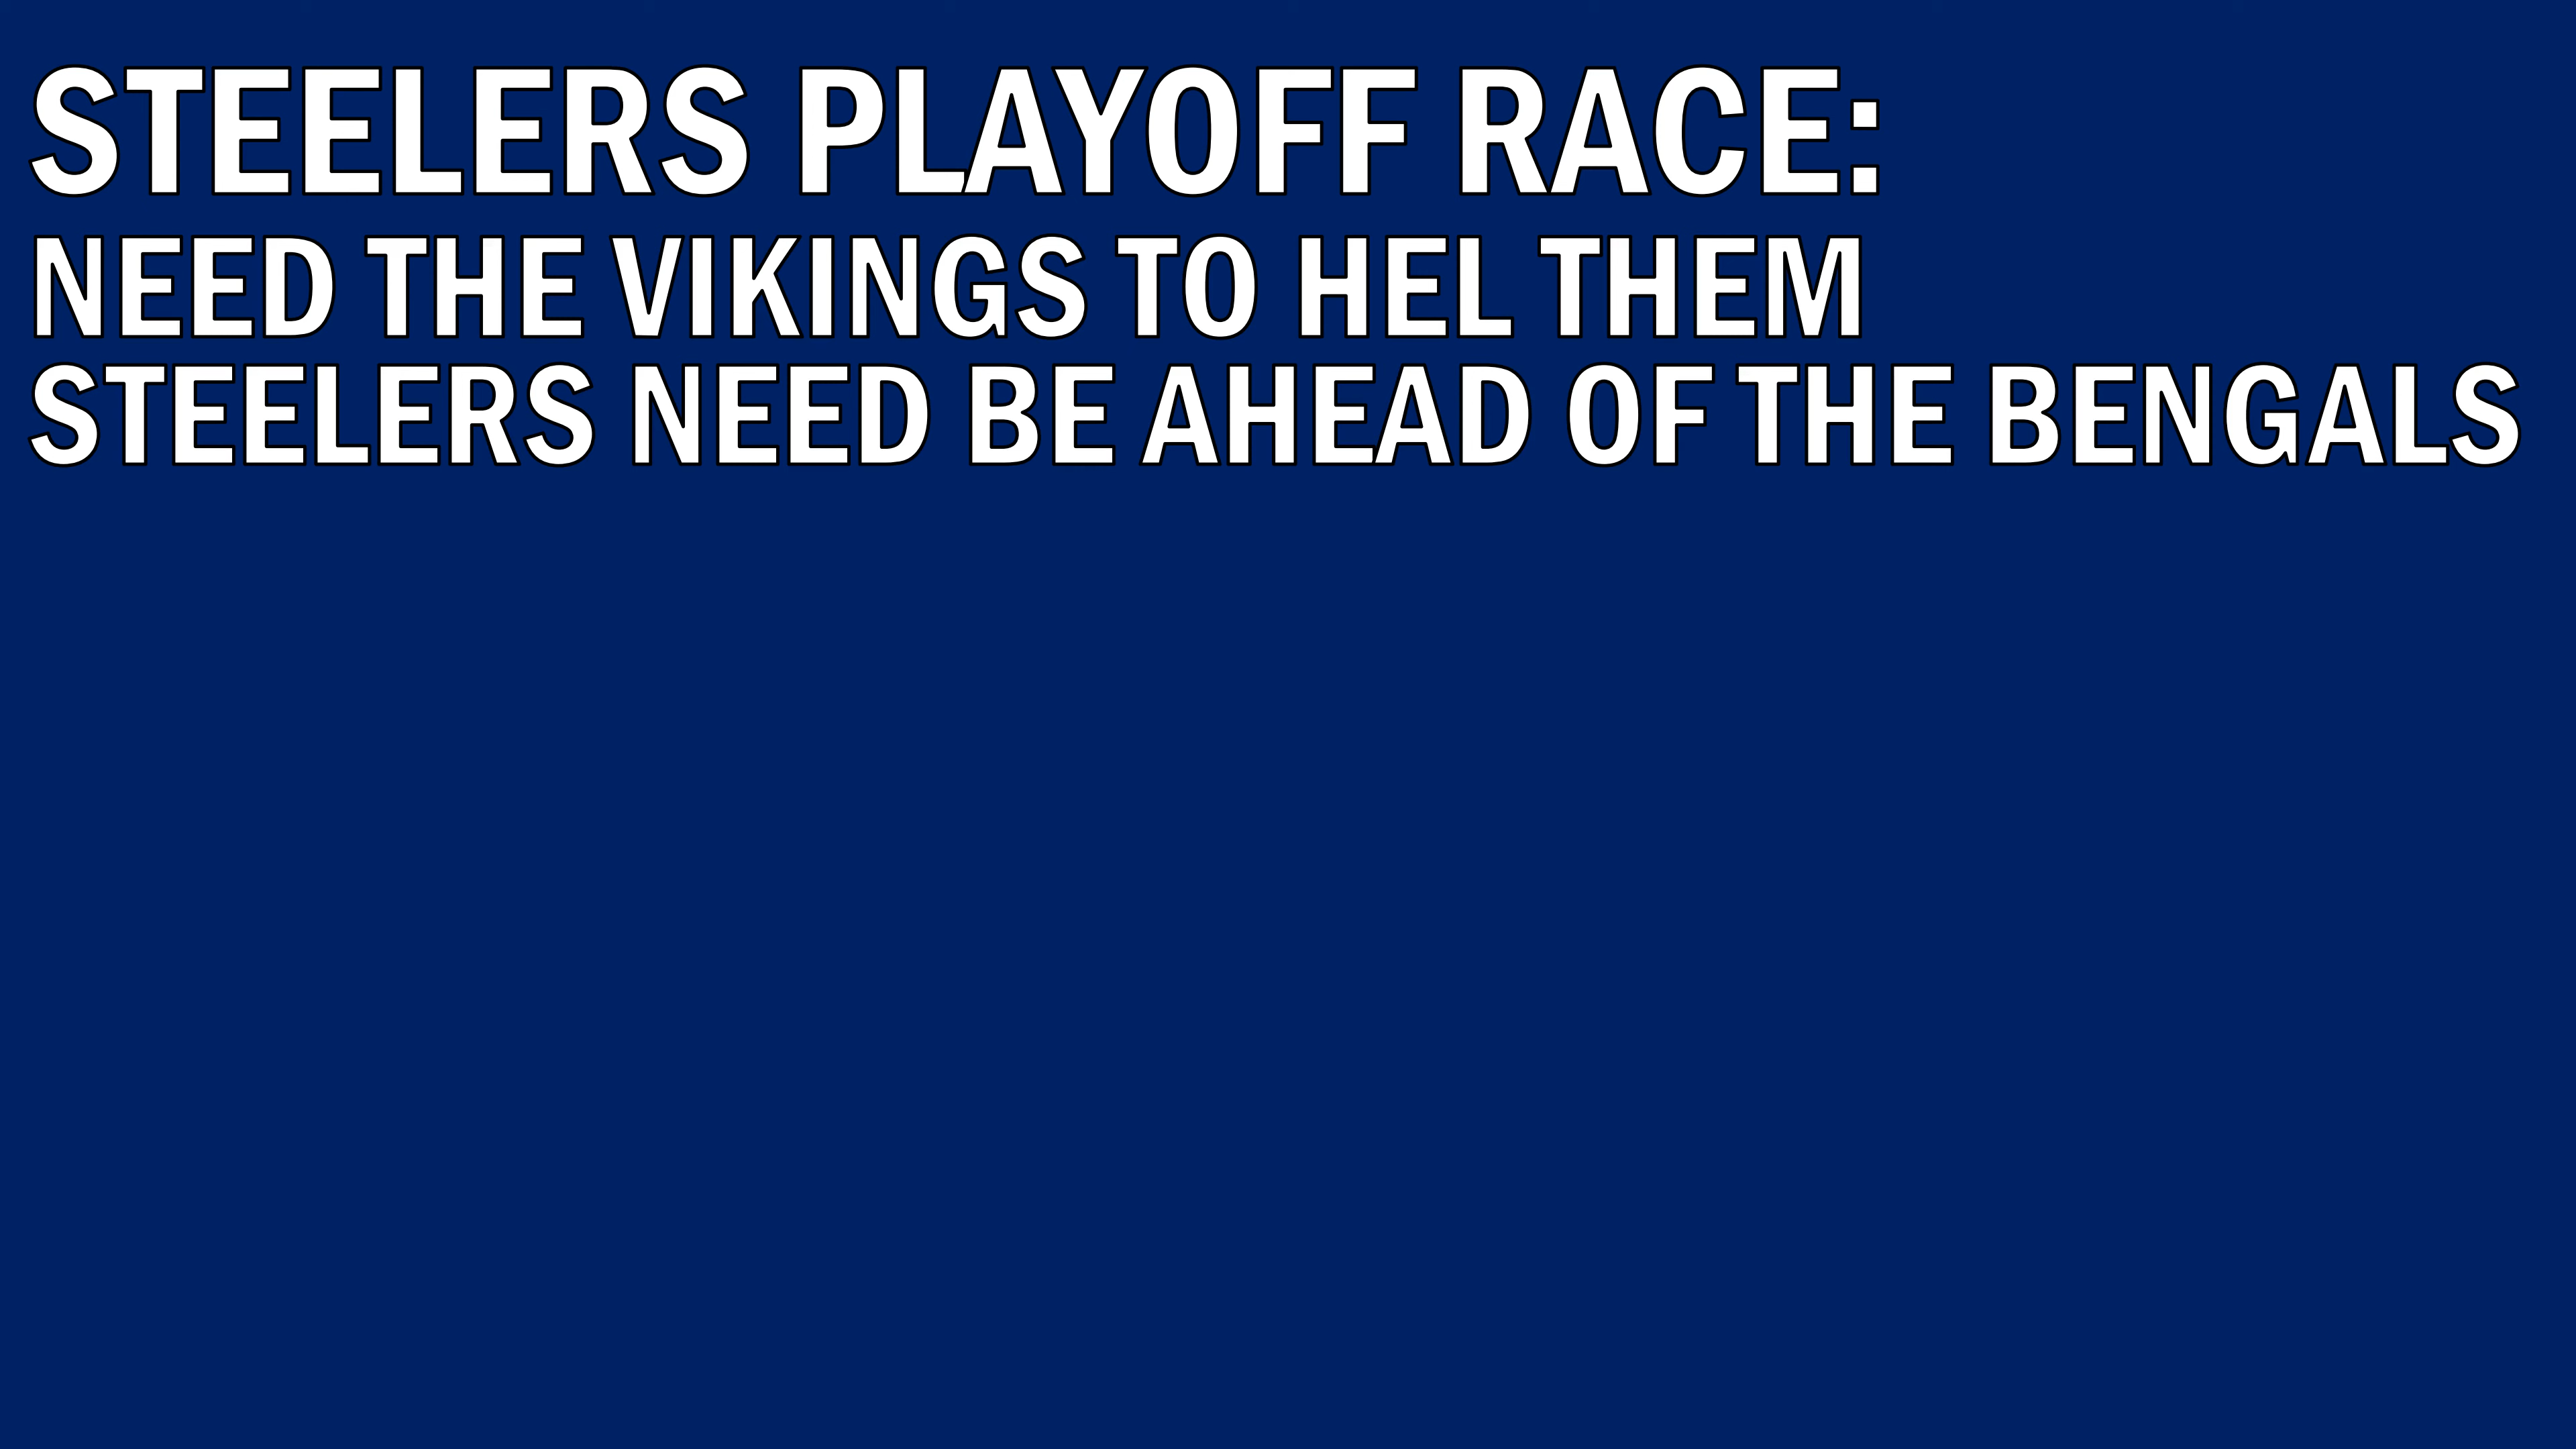 STEELERS PLAYOFF RACE:
NEED THE VIKINGS TO HEL THEM
STEELERS NEED BE AHEAD OF THE BENGALS